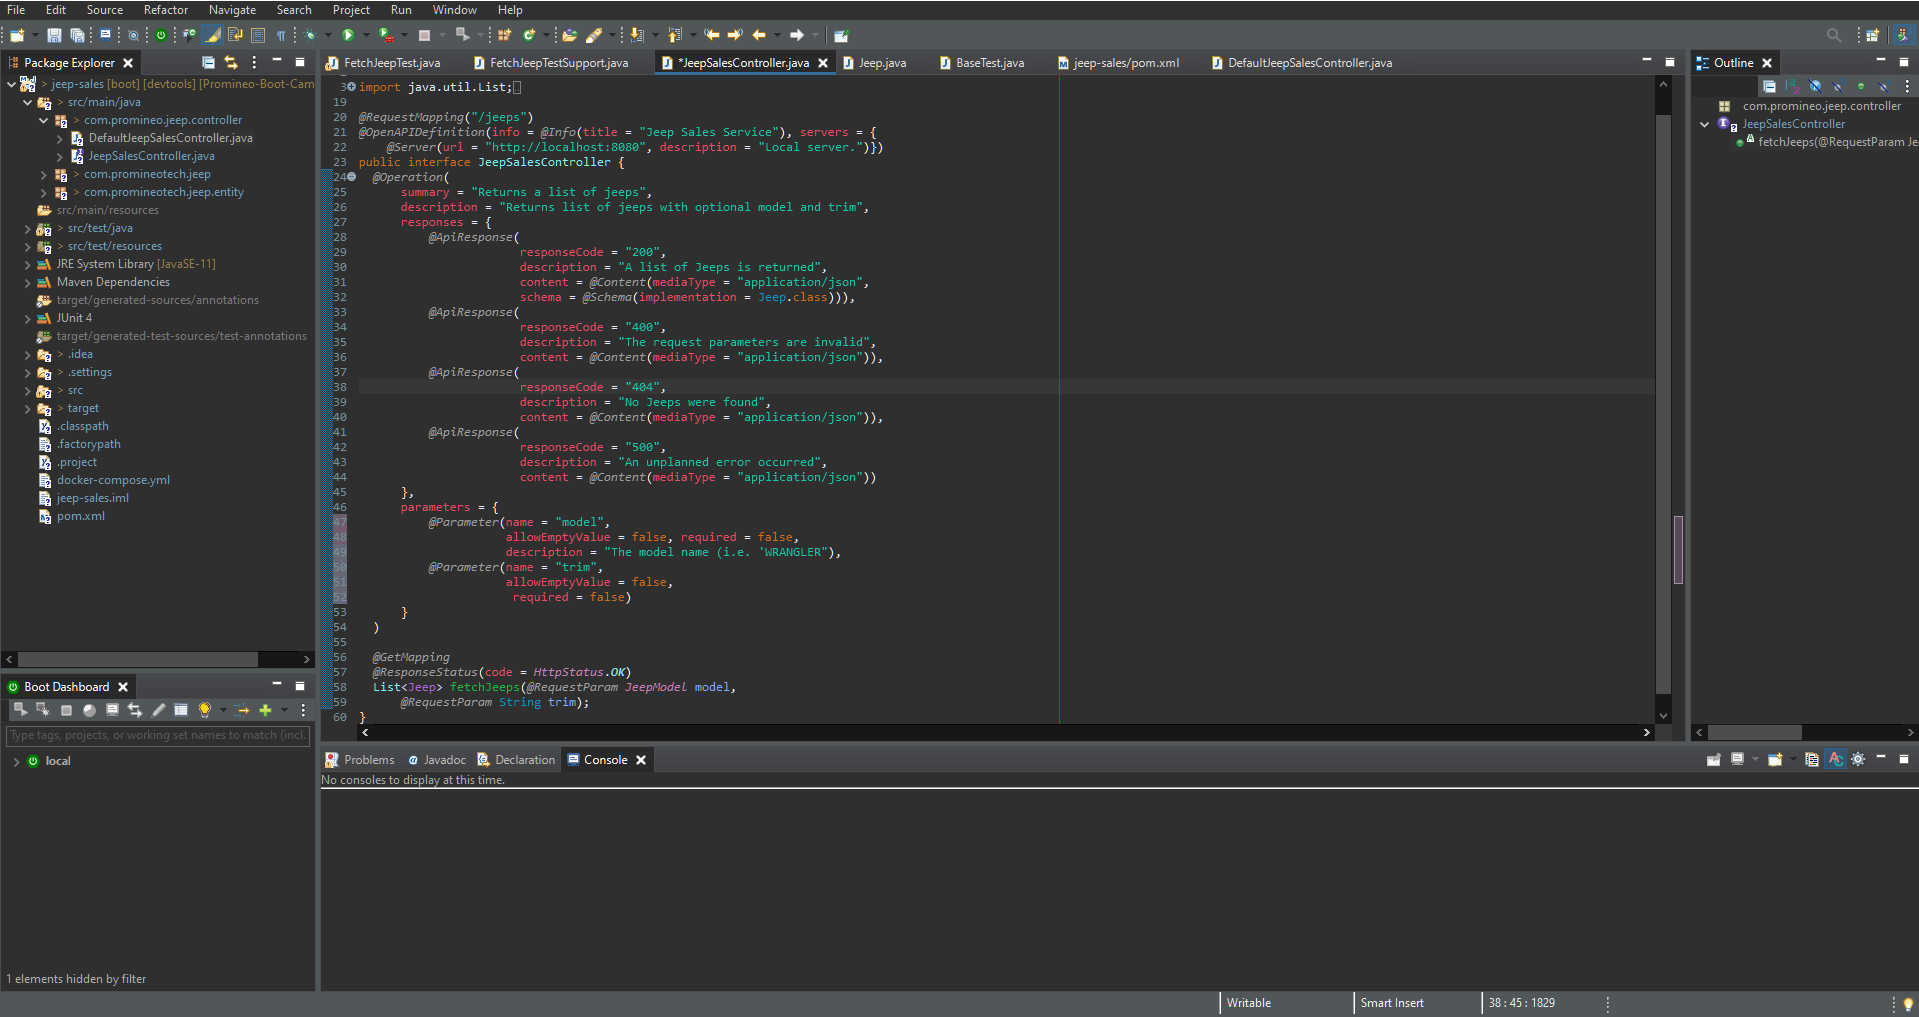 File Edit Source Refactor Navigate Search Project Run Window Help
Package Explorer
> jeep-sales [boot] [devtools] [Promineo-Boot-Cam
> src/main/java
> com.promineo.jeep.controller
DefaultJeepSalesController.java
JeepSalesController.java
> com.promineotech.jeep
> com.promineotech.jeep.entity
src/main/resources
> src/test/java
> src/test/resources
JRE System Library [JavaSE-11]
Maven Dependencies
target/generated-sources/annotations
JUnit 4
target/generated-test-sources/test-annotations
> .idea
> .settings
> src
> target
.classpath
.factorypath
.project
docker-compose.yml
jeep-sales.iml
pom.xml
Boot Dashboard
Type tags, projects, or working set names to match (incl.
local
1 elements hidden by filter
FetchJeepTest.java FetchJeepTestSupport.java *JeepSalesController.java Jeep.java BaseTest.java jeep-sales/pom.xml DefaultJeepSalesController.java
3 import java.util.List;
19
20 @RequestMapping("/jeeps")
21 @OpenAPIDefinition(info = @Info(title = "Jeep Sales Service"), servers = {
22     @Server(url = "http://localhost:8080", description = "Local server.")})
23 public interface JeepSalesController {
24   @Operation(
25       summary = "Returns a list of jeeps",
26       description = "Returns list of jeeps with optional model and trim",
27       responses = {
28           @ApiResponse(
29                        responseCode = "200",
30                        description = "A list of Jeeps is returned",
31                        content = @Content(mediaType = "application/json",
32                        schema = @Schema(implementation = Jeep.class))),
33           @ApiResponse(
34                        responseCode = "400",
35                        description = "The request parameters are invalid",
36                        content = @Content(mediaType = "application/json")),
37           @ApiResponse(
38                        responseCode = "404",
39                        description = "No Jeeps were found",
40                        content = @Content(mediaType = "application/json")),
41           @ApiResponse(
42                        responseCode = "500",
43                        description = "An unplanned error occurred",
44                        content = @Content(mediaType = "application/json"))
45       },
46       parameters = {
47           @Parameter(name = "model",
48                      allowEmptyValue = false, required = false,
49                      description = "The model name (i.e. 'WRANGLER"),
50           @Parameter(name = "trim",
51                      allowEmptyValue = false,
52                       required = false)
53       }
54   )
55
56   @GetMapping
57   @ResponseStatus(code = HttpStatus.OK)
58   List<Jeep> fetchJeeps(@RequestParam JeepModel model,
59       @RequestParam String trim);
60 }
Problems Javadoc Declaration Console
No consoles to display at this time.
Outline
com.promineo.jeep.controller
JeepSalesController
fetchJeeps(@RequestParam Je
Writable Smart Insert 38 : 45 : 1829